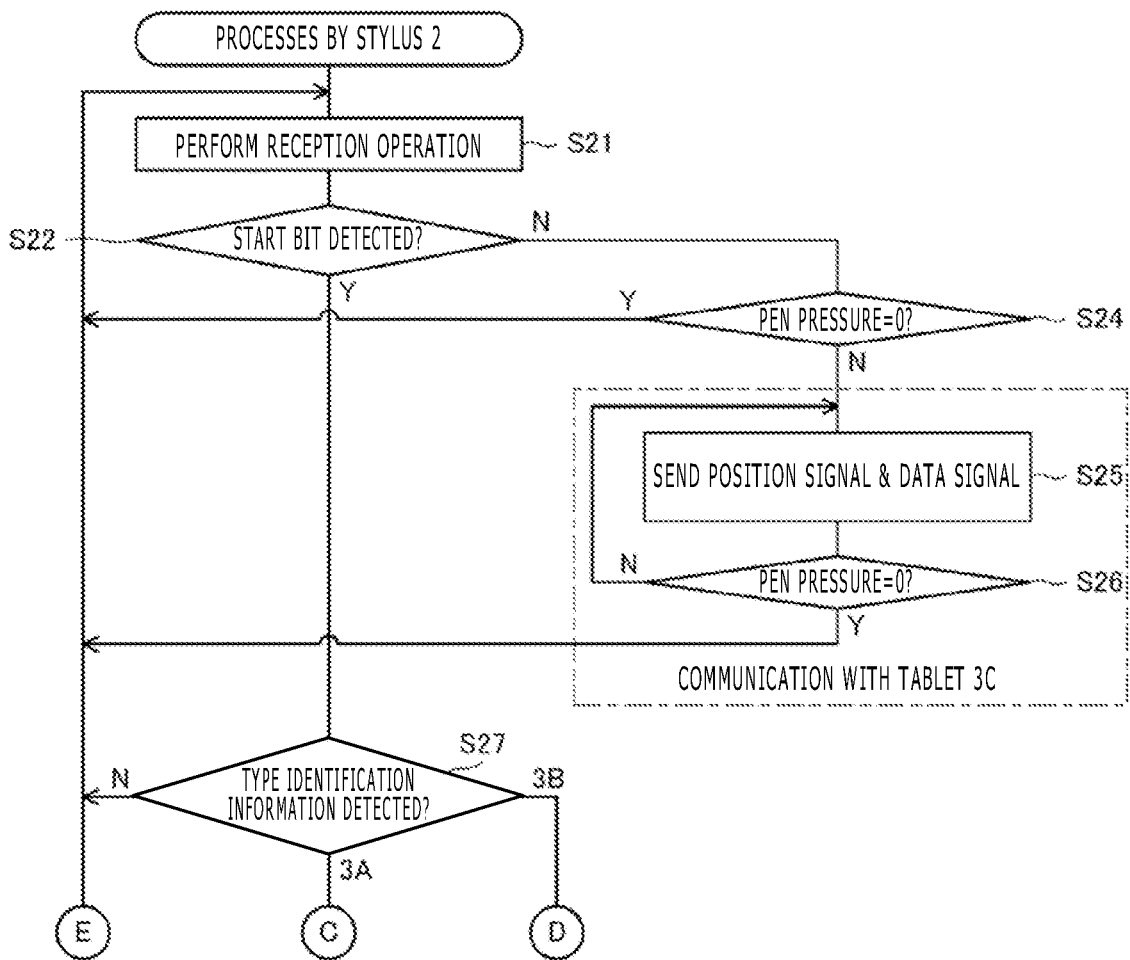 PROCESSES BY STYLUS 2
PERFORM RECEPTION OPERATION
S21
S22
START BIT DETECTED?
N
Y
Y
PEN PRESSURE=0?
S24
N
SEND POSITION SIGNAL & DATA SIGNAL
S25
N
PEN PRESSURE=0?
S26
Y
COMMUNICATION WITH TABLET 3C
S27
N
TYPE IDENTIFICATION
INFORMATION DETECTED?
3B
3A
E
C
D